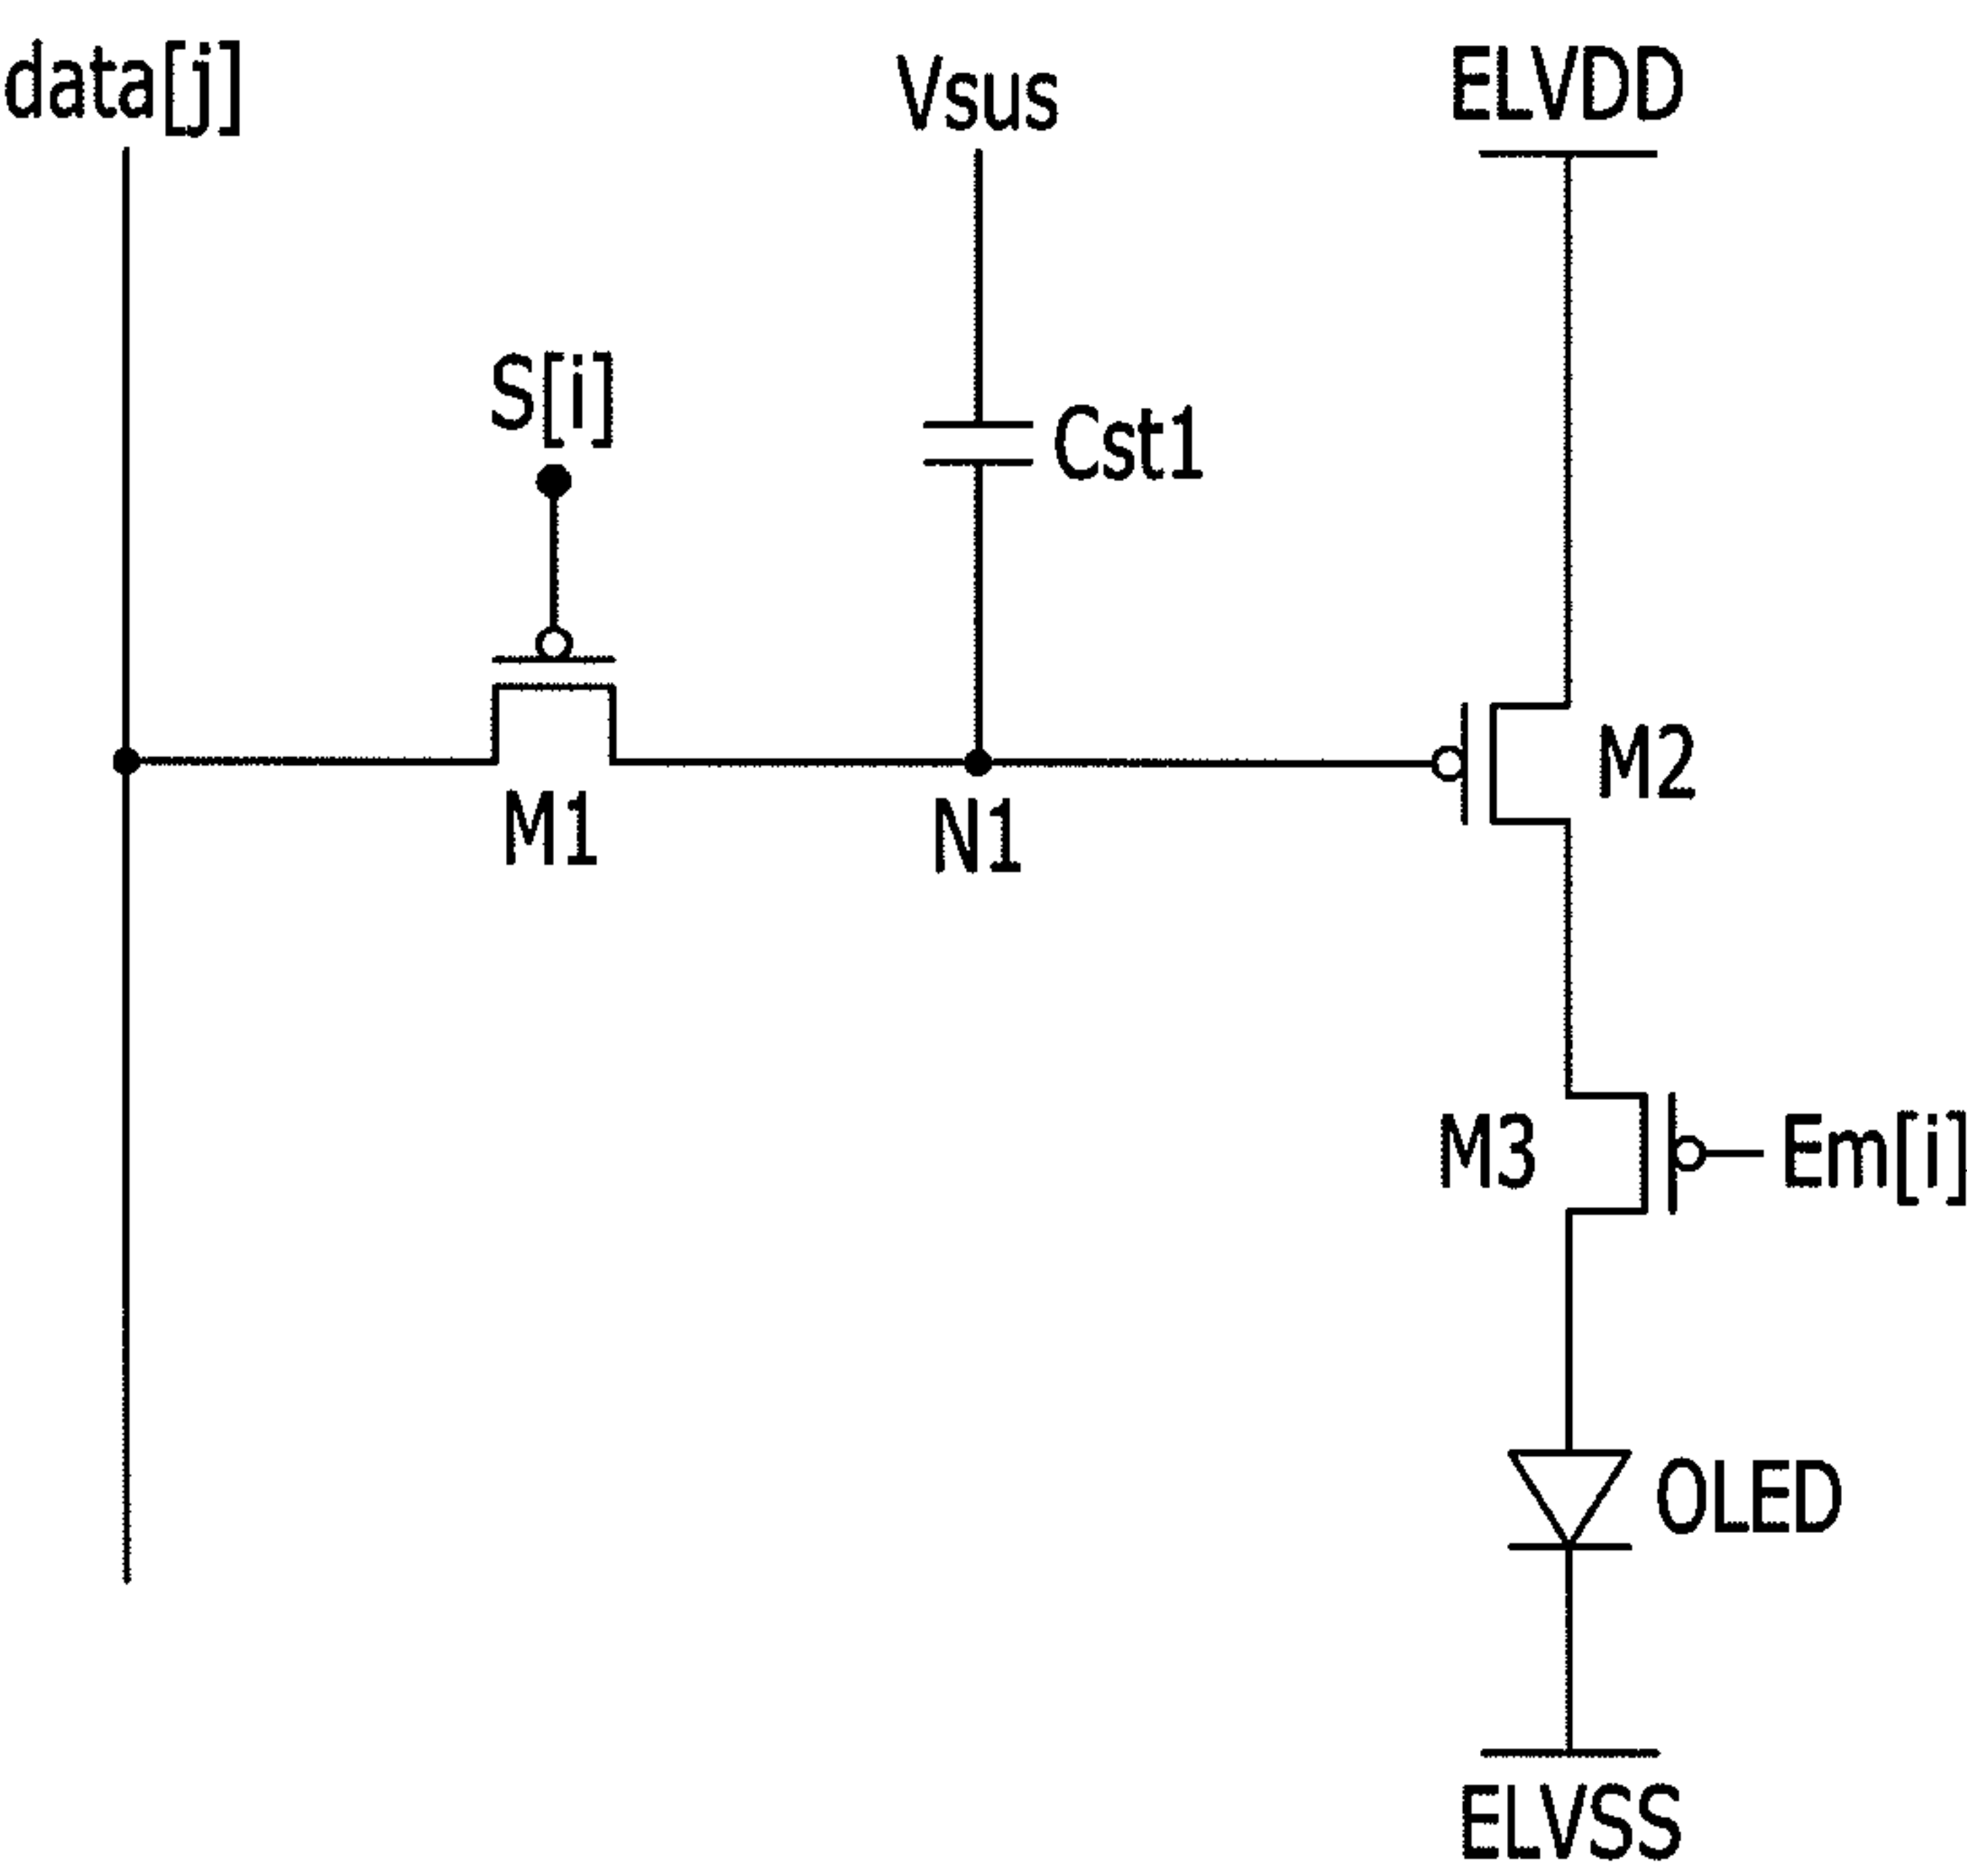 data[j]
Vsus
ELVDD
S[i]
Cst1
M1
N1
M2
M3
Em[i]
OLED
ELVSS